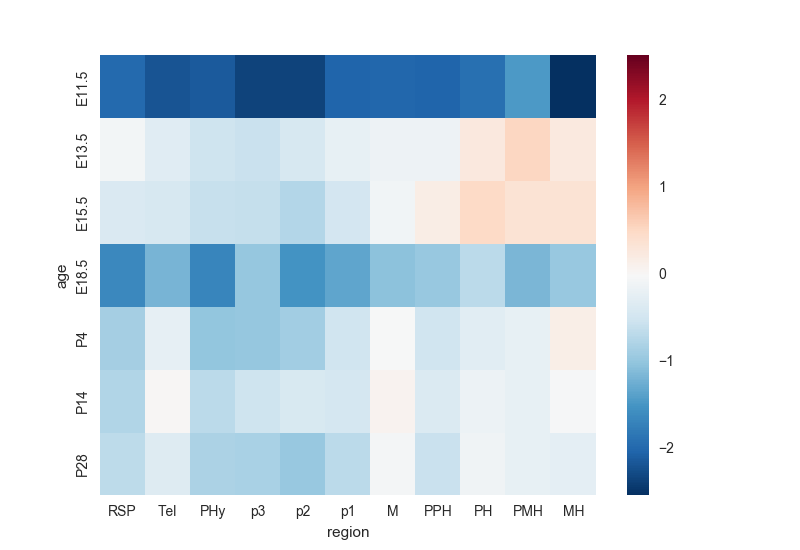 E11.5
E13.5
E15.5
E18.5
P4
P14
P28
age
RSP Tel PHy p3 p2 p1 M PPH PH PMH MH
region
2
1
0
−1
−2